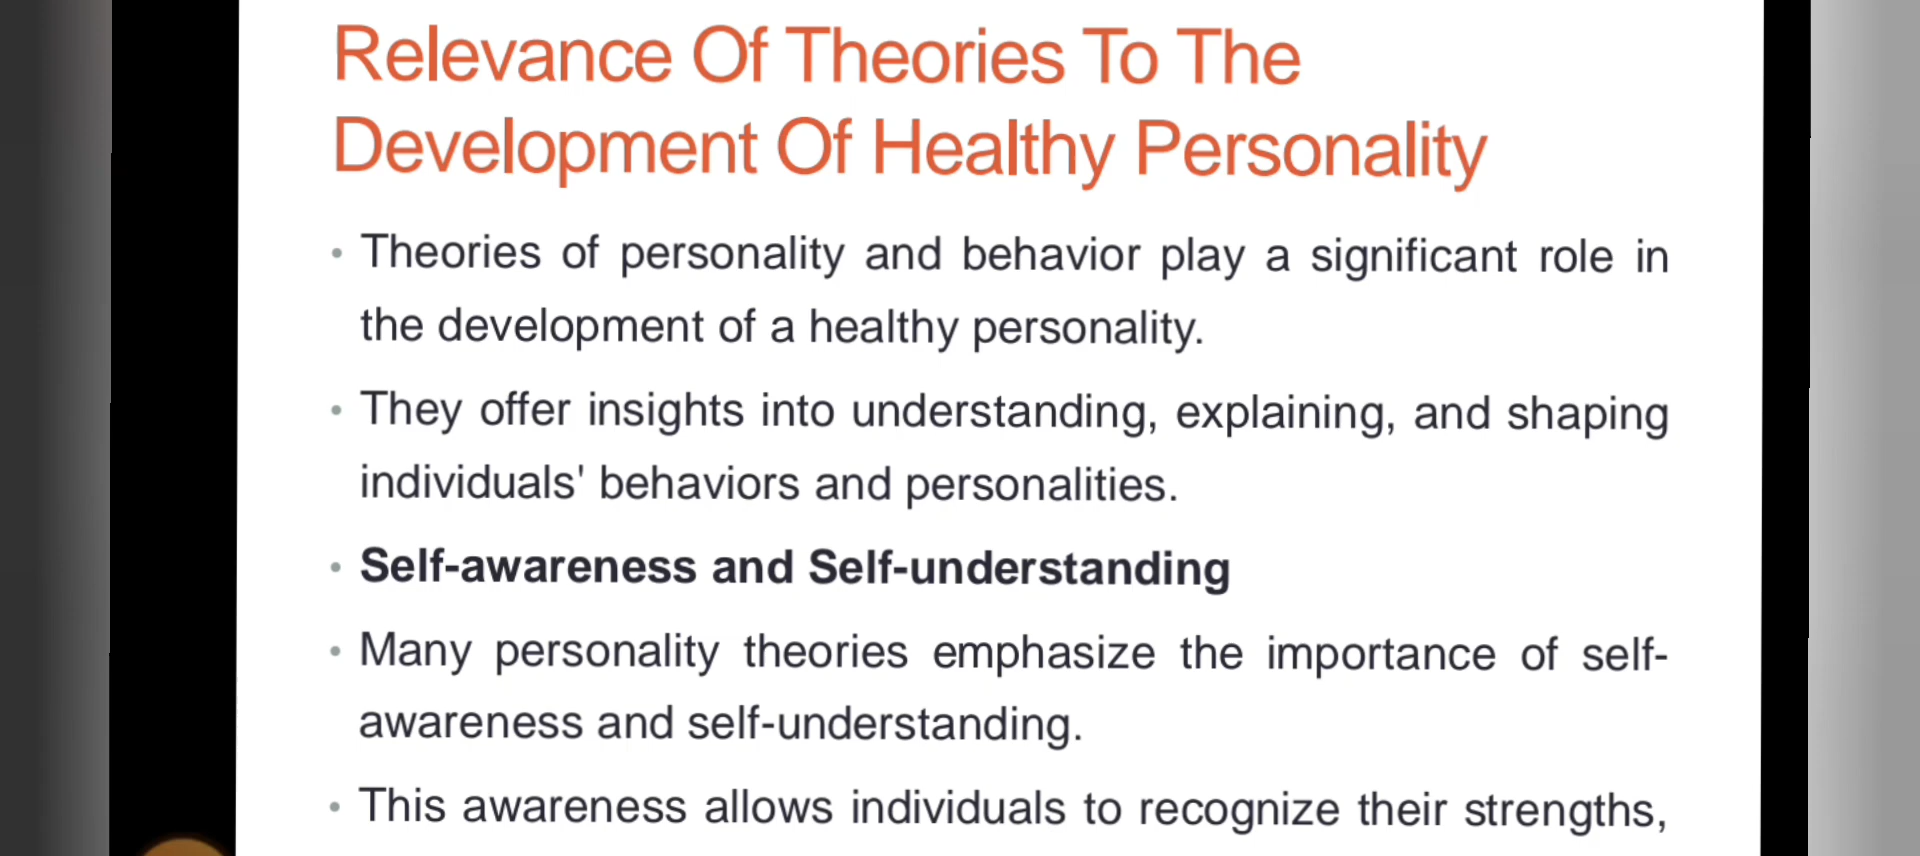 Relevance Of Theories To The
Development Of Healthy Personality
• Theories of personality and behavior play a significant role in
the development of a healthy personality.
• They offer insights into understanding, explaining, and shaping
individuals' behaviors and personalities.
• Self-awareness and Self-understanding
• Many personality theories emphasize the importance of self-
awareness and self-understanding.
• This awareness allows individuals to recognize their strengths,